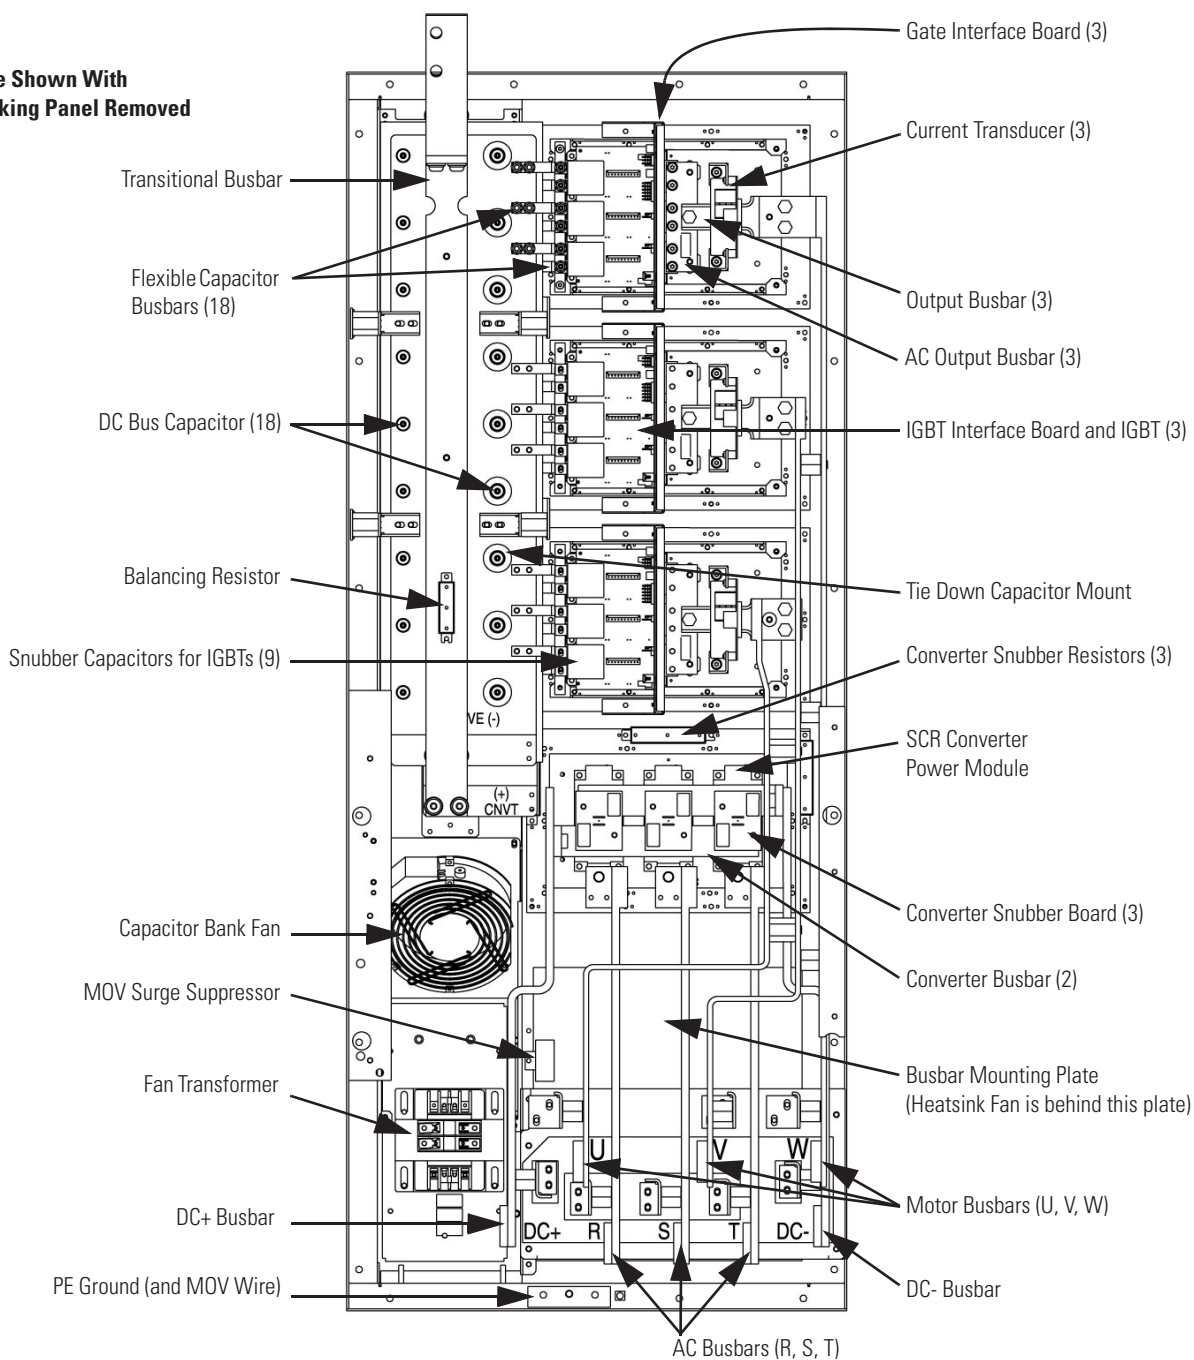 e Shown With
king Panel Removed
Gate Interface Board (3)
Current Transducer (3)
Transitional Busbar
Flexible Capacitor
Busbars (18)
Output Busbar (3)
AC Output Busbar (3)
DC Bus Capacitor (18)
IGBT Interface Board and IGBT (3)
Balancing Resistor
Tie Down Capacitor Mount
Snubber Capacitors for IGBTs (9)
Converter Snubber Resistors (3)
VE (-)
SCR Converter
Power Module
(+)
CNVT
Capacitor Bank Fan
Converter Snubber Board (3)
Converter Busbar (2)
MOV Surge Suppressor
Fan Transformer
Busbar Mounting Plate
(Heatsink Fan is behind this plate)
U V W
Motor Busbars (U, V, W)
DC+ Busbar
DC+ R S T DC-
PE Ground (and MOV Wire)
DC- Busbar
AC Busbars (R, S, T)